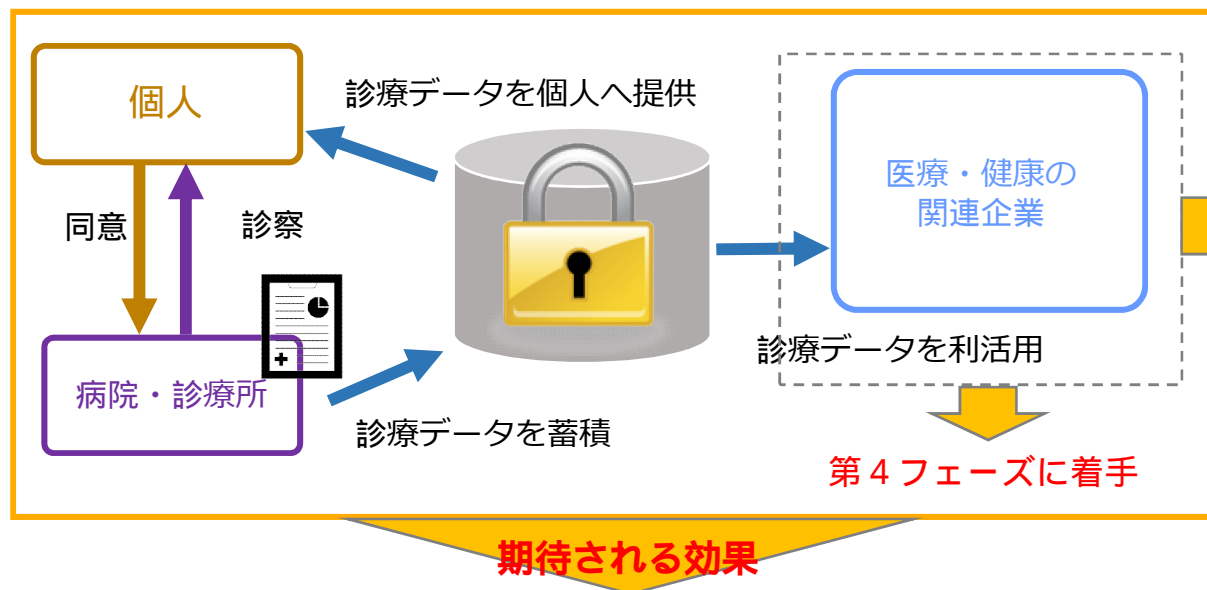 個人
診療データを個人へ提供
医療・健康の
関連企業
同意
診察
診療データを利活用
病院・診療所
診療データを蓄積
第４フェーズに着手
期待される効果